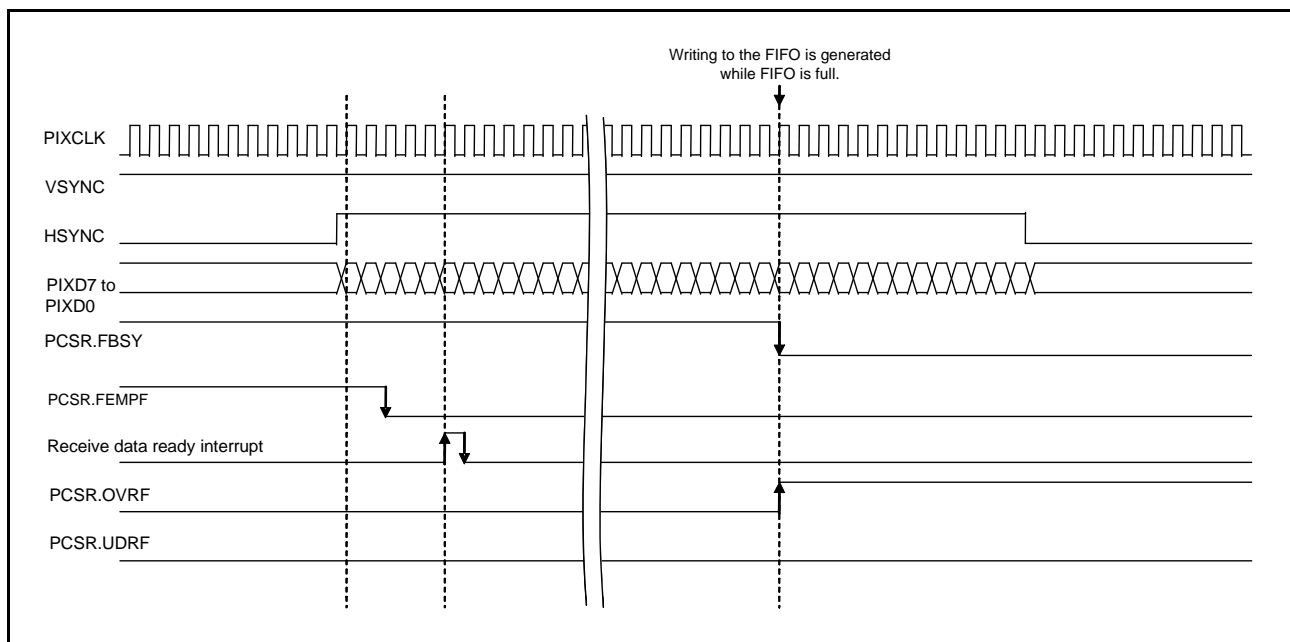 Writing to the FIFO is generated
while FIFO is full.
PIXCLK
VSYNC
HSYNC
PIXD7 to
PIXD0
PCSR.FBSY
PCSR.FEMPF
Receive data ready interrupt
PCSR.OVRF
PCSR.UDRF